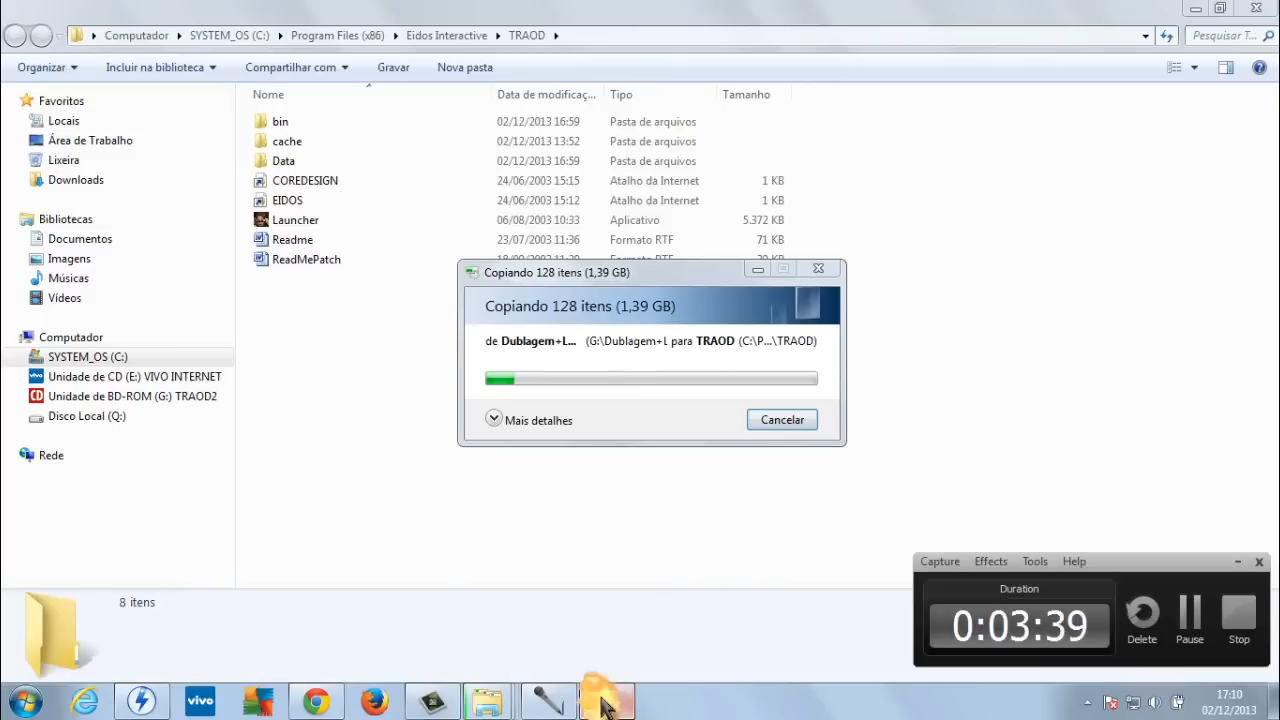 Computador SYSTEM_OS (C:) Program Files (x86) Eidos Interactive TRAOD Pesquisar T...
Organizar Incluir na biblioteca Compartilhar com Gravar Nova pasta
Nome Data de modificaç... Tipo Tamanho
Favoritos
Locais
Área de Trabalho
Lixeira
Downloads
Bibliotecas
Documentos
Imagens
Músicas
Vídeos
Computador
SYSTEM_OS (C:)
Unidade de CD (E:) VIVO INTERNET
Unidade de BD-ROM (G:) TRAOD2
Disco Local (Q:)
Rede
bin 02/12/2013 16:59 Pasta de arquivos
cache 02/12/2013 13:52 Pasta de arquivos
Data 02/12/2013 16:59 Pasta de arquivos
COREDESIGN 24/06/2003 15:15 Atalho da Internet 1 KB
EIDOS 24/06/2003 15:12 Atalho da Internet 1 KB
Launcher 06/08/2003 10:33 Aplicativo 5.372 KB
Readme 23/07/2003 11:36 Formato RTF 71 KB
ReadMePatch
Copiando 128 itens (1,39 GB)
Copiando 128 itens (1,39 GB)
de Dublagem+L... (G:\Dublagem+L para TRAOD (C:\P...\TRAOD)
Mais detalhes Cancelar
Capture Effects Tools Help
Duration
0:03:39
Delete Pause Stop
8 itens
vivo
17:10
02/12/2013